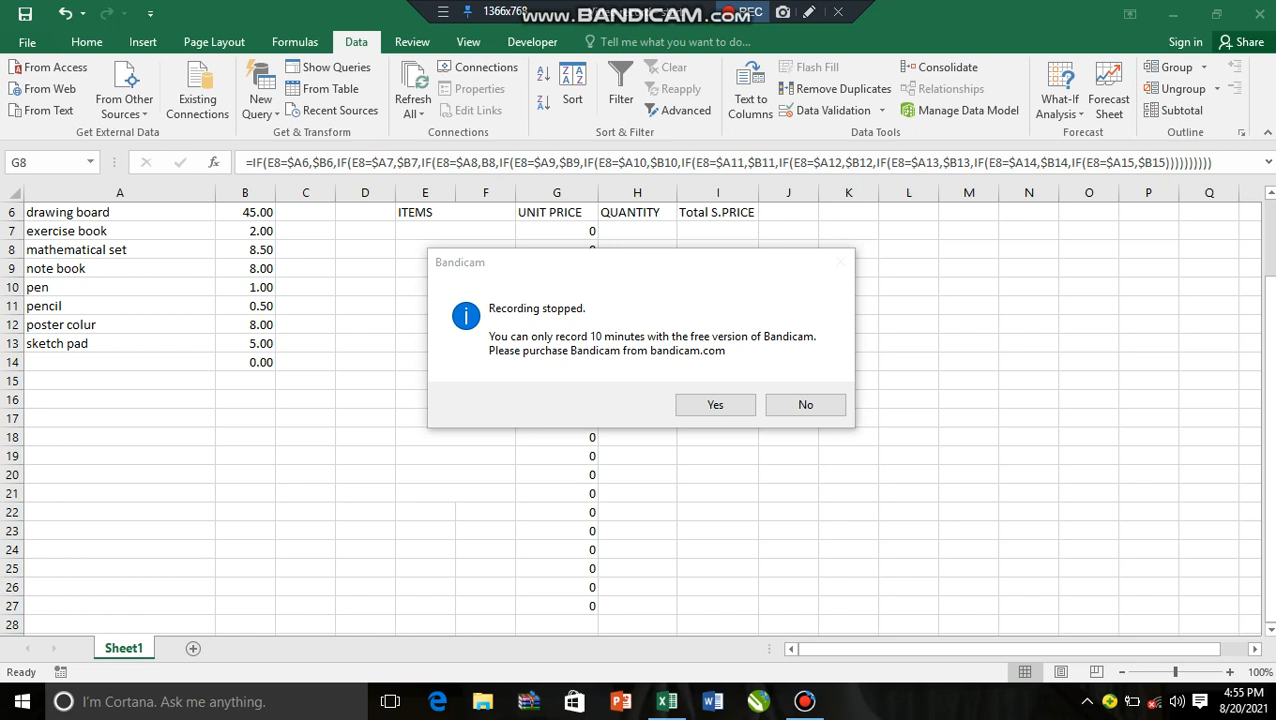 1366x768
www.BANDICAM.com
REC
File Home Insert Page Layout Formulas Data Review View Developer Tell me what you want to do... Sign in Share
From Access
From Web
From Text
From Other
Sources
Existing
Connections
Get External Data
New
Query
Show Queries
From Table
Recent Sources
Get & Transform
Refresh
All
Connections
Properties
Edit Links
Connections
Sort
Filter
Clear
Reapply
Advanced
Sort & Filter
Text to
Columns
Flash Fill
Remove Duplicates
Data Validation
Consolidate
Relationships
Manage Data Model
Data Tools
What-If
Analysis
Forecast
Sheet
Forecast
Group
Ungroup
Subtotal
Outline
G8 fx =IF(E8=$A6,$B6,IF(E8=$A7,$B7,IF(E8=$A8,B8,IF(E8=$A9,$B9,IF(E8=$A10,$B10,IF(E8=$A11,$B11,IF(E8=$A12,$B12,IF(E8=$A13,$B13,IF(E8=$A14,$B14,IF(E8=$A15,$B15))))))))))
A B C D E F G H I J K L M N O P Q
6 drawing board 45.00 ITEMS UNIT PRICE QUANTITY Total S.PRICE
7 exercise book 2.00 0
8 mathematical set 8.50
9 note book 8.00
10 pen 1.00
11 pencil 0.50
12 poster colur 8.00
13 sketch pad 5.00
14 0.00
15
16
17
18 0
19 0
20 0
21 0
22 0
23 0
24 0
25 0
26 0
27 0
28
Bandicam
Recording stopped.
You can only record 10 minutes with the free version of Bandicam.
Please purchase Bandicam from bandicam.com
Yes No
Sheet1
Ready 100%
I'm Cortana. Ask me anything.
4:55 PM
8/20/2021